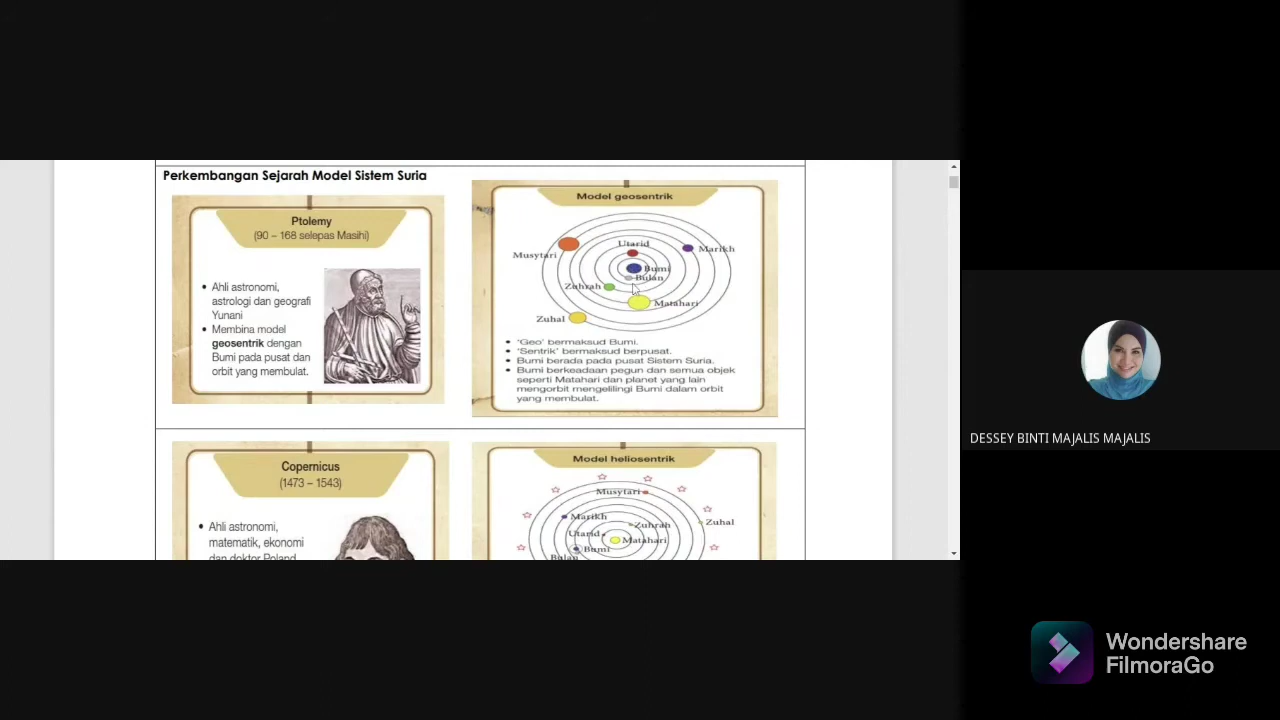 Perkembangan Sejarah Model Sistem Suria
Ptolemy
(90 – 168 selepas Masihi)
• Ahli astronomi,
astrologi dan geografi
Yunani
• Membina model
geosentrik dengan
Bumi pada pusat dan
orbit yang membulat.
Model geosentrik
Utarid
Marikh
Musytari
Bumi
Bulan
Zuhrah
Matahari
Zuhal
• 'Geo' bermaksud Bumi.
• 'Sentrik' bermaksud berpusat.
• Bumi berada pada pusat Sistem Suria.
• Bumi berkeadaan pegun dan semua objek
seperti Matahari dan planet yang lain
mengorbit mengelilingi Bumi dalam orbit
yang membulat.
Copernicus
(1473 – 1543)
• Ahli astronomi,
matematik, ekonomi
dan doktor Poland
Model heliosentrik
Musytari
Marikh
Zuhrah
Zuhal
Utarid
Matahari
Bumi
Bulan
DESSEY BINTI MAJALIS MAJALIS
Wondershare
FilmoraGo